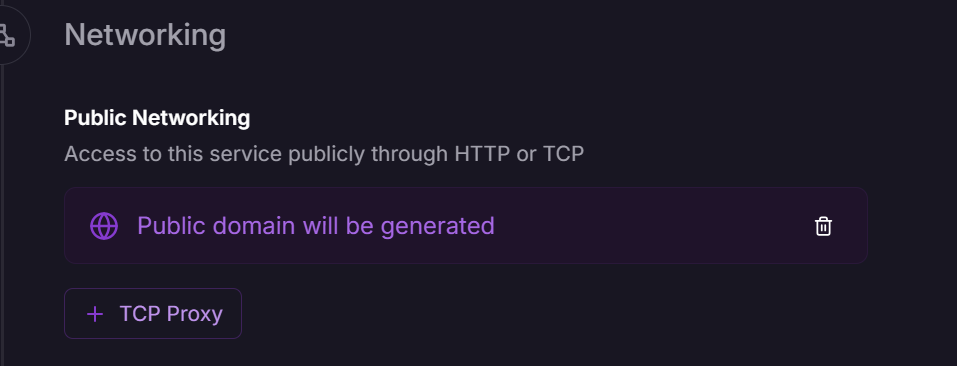 Networking
Public Networking
Access to this service publicly through HTTP or TCP
Public domain will be generated
TCP Proxy